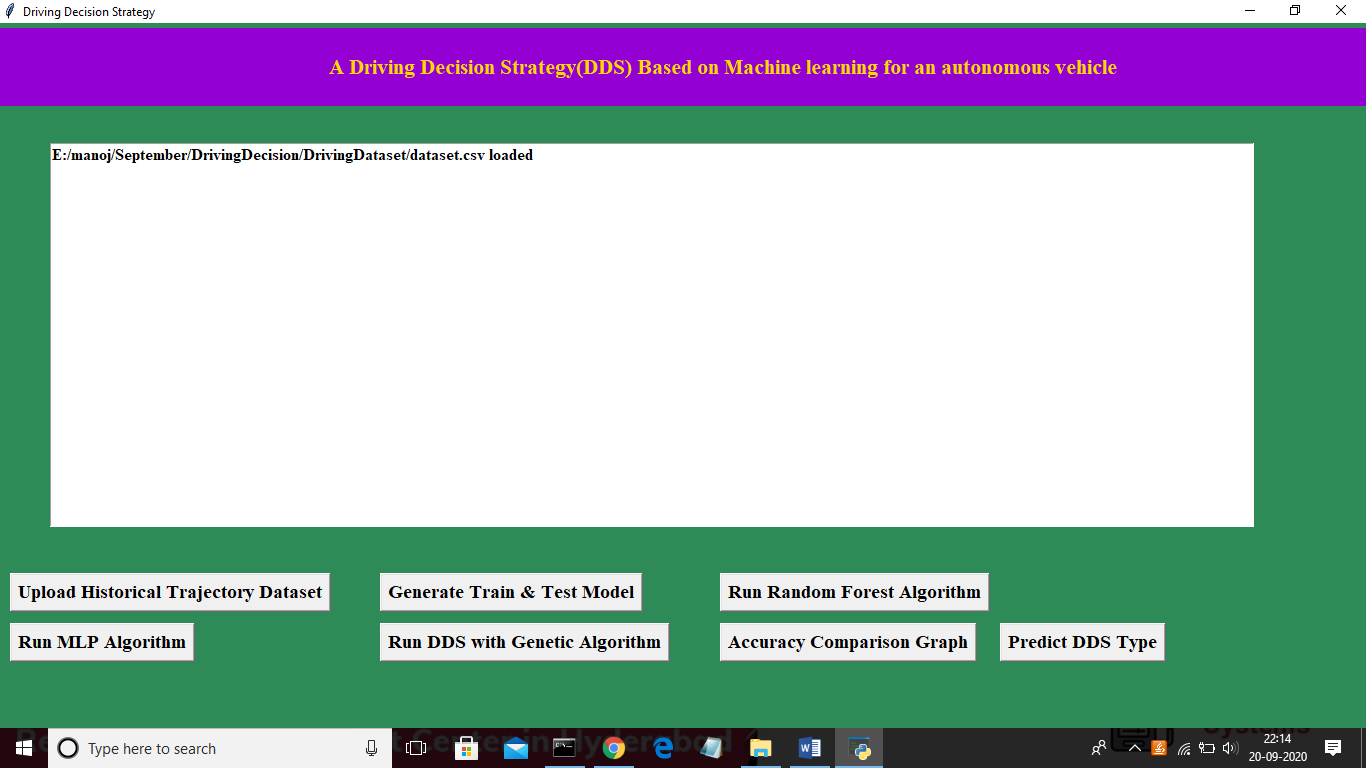 Driving Decision Strategy
A Driving Decision Strategy(DDS) Based on Machine learning for an autonomous vehicle
E:/manoj/September/DrivingDecision/DrivingDataset/dataset.csv loaded
Upload Historical Trajectory Dataset Generate Train & Test Model Run Random Forest Algorithm
Run MLP Algorithm Run DDS with Genetic Algorithm Accuracy Comparison Graph Predict DDS Type
Type here to search
22:14
20-09-2020